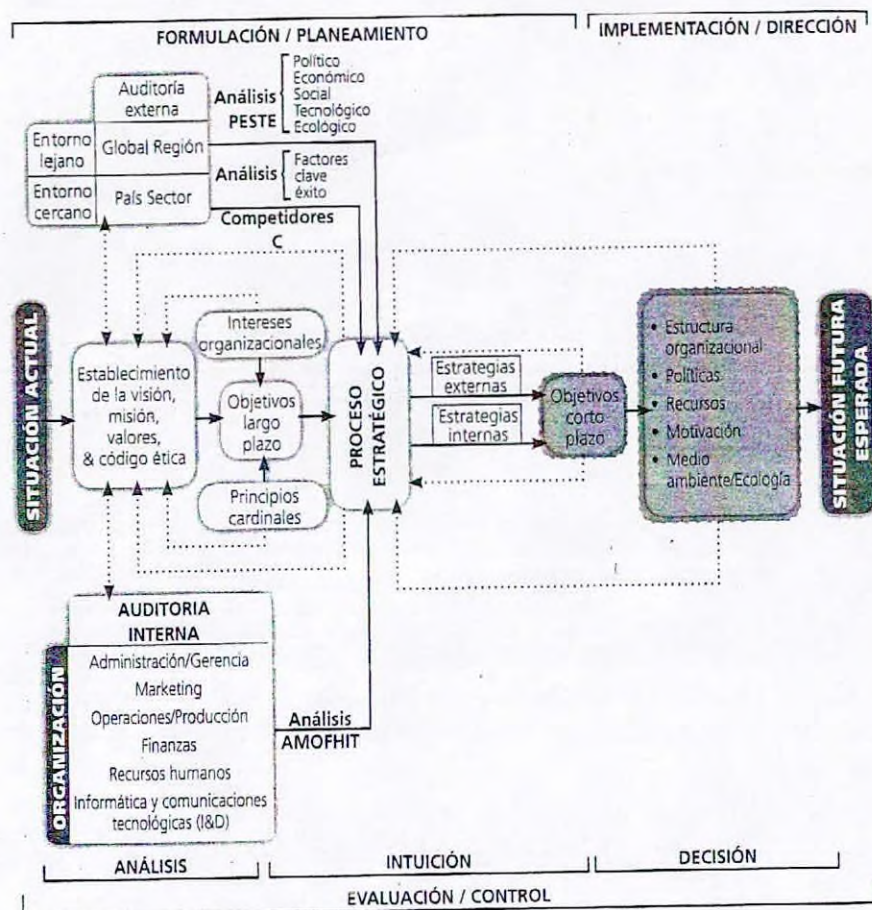 FORMULACIÓN / PLANEAMIENTO
IMPLEMENTACIÓN / DIRECCIÓN
Auditoría
externa
Entorno
lejano
Global Región
Entorno
cercano
País Sector
Análisis
PESTE
Político
Económico
Social
Tecnológico
Ecológico
Análisis
Factores
clave
éxito
Competidores
C
SITUACIÓN ACTUAL
Establecimiento
de la visión,
misión,
valores,
& código ética
Intereses
organizacionales
Objetivos
largo
plazo
Principios
cardinales
PROCESO
ESTRATÉGICO
Estrategias
externas
Estrategias
internas
Objetivos
corto
plazo
• Estructura
organizacional
• Políticas
• Recursos
• Motivación
• Medio
ambiente/Ecología
SITUACIÓN FUTURA
ESPERADA
ORGANIZACIÓN
AUDITORIA
INTERNA
Administración/Gerencia
Marketing
Operaciones/Producción
Finanzas
Recursos humanos
Informática y comunicaciones
tecnológicas (I&D)
Análisis
AMOFHIT
ANÁLISIS
INTUICIÓN
DECISIÓN
EVALUACIÓN / CONTROL